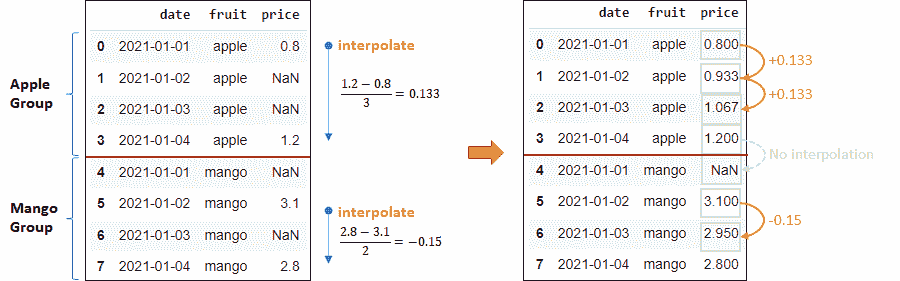 date fruit price
0 2021-01-01 apple 0.8
1 2021-01-02 apple NaN
2 2021-01-03 apple NaN
3 2021-01-04 apple 1.2
4 2021-01-01 mango NaN
5 2021-01-02 mango 3.1
6 2021-01-03 mango NaN
7 2021-01-04 mango 2.8
Apple
Group
Mango
Group
interpolate
1.2 − 0.8
3
= 0.133
interpolate
2.8 − 3.1
2
= −0.15
date fruit price
0 2021-01-01 apple 0.800
1 2021-01-02 apple 0.933
2 2021-01-03 apple 1.067
3 2021-01-04 apple 1.200
4 2021-01-01 mango NaN
5 2021-01-02 mango 3.100
6 2021-01-03 mango 2.950
7 2021-01-04 mango 2.800
+0.133
+0.133
No interpolation
-0.15